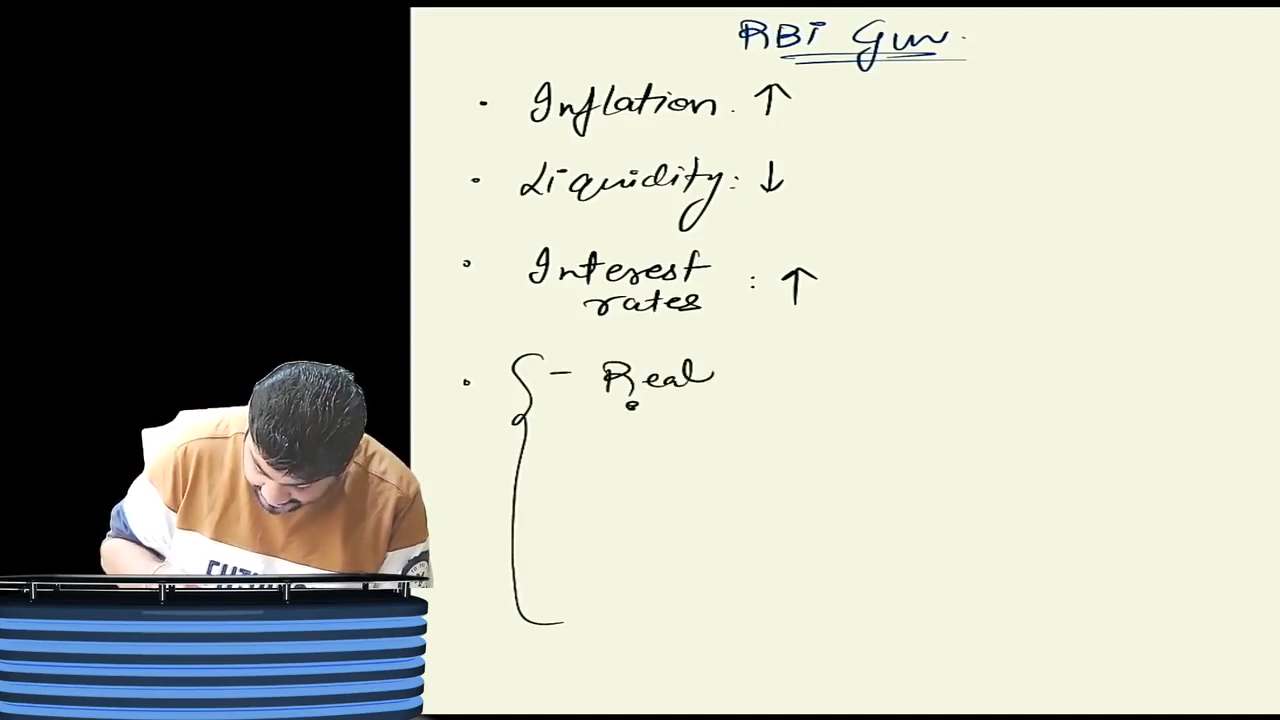 RBI Guv.
• Inflation. ↑
• Liquidity: ↓
• Interest
rates : ↑
• { - Real